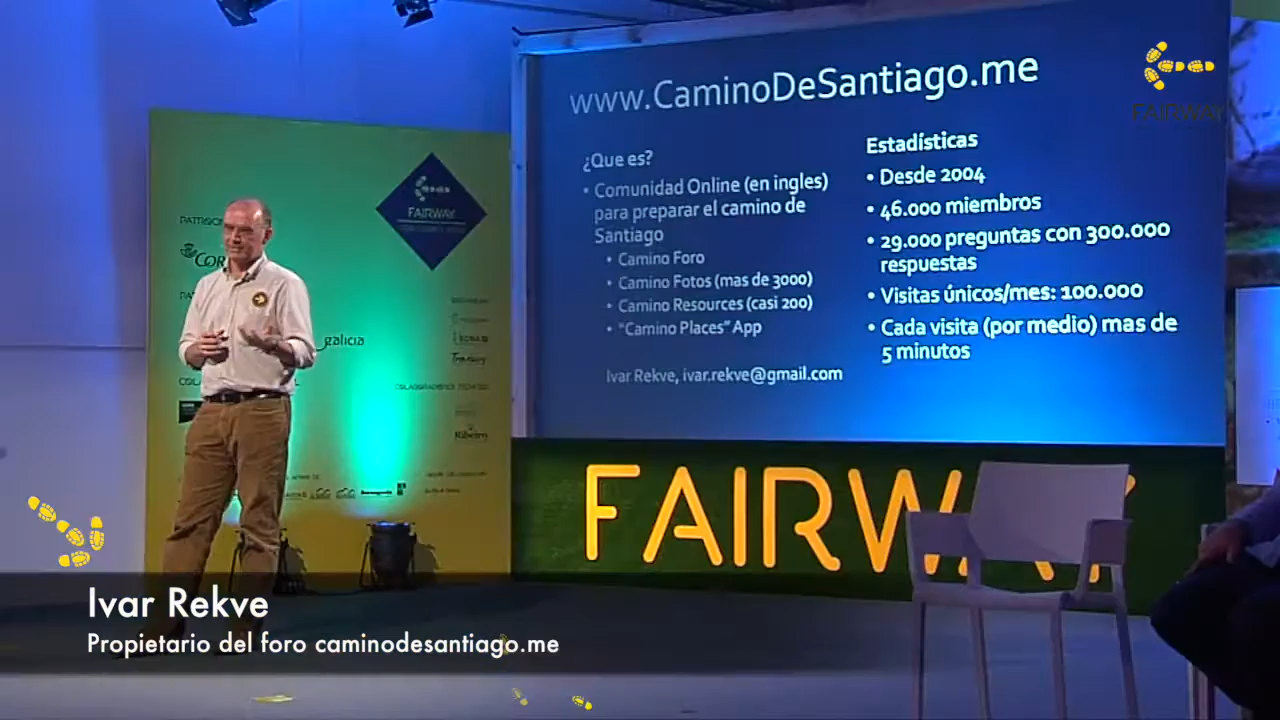 www.CaminoDeSantiago.me
FAIRWAY
¿Que es?
• Comunidad Online (en ingles)
para preparar el camino de
Santiago
• Camino Foro
• Camino Fotos (mas de 3000)
• Camino Resources (casi 200)
• "Camino Places" App
Ivar Rekve, ivar.rekve@gmail.com
Estadísticas
• Desde 2004
• 46.000 miembros
• 29.000 preguntas con 300.000
respuestas
• Visitas únicos/mes: 100.000
• Cada visita (por medio) mas de
5 minutos
FAIRWAY
galicia
Ribeiro
FAIRW
Ivar Rekve
Propietario del foro caminodesantiago.me